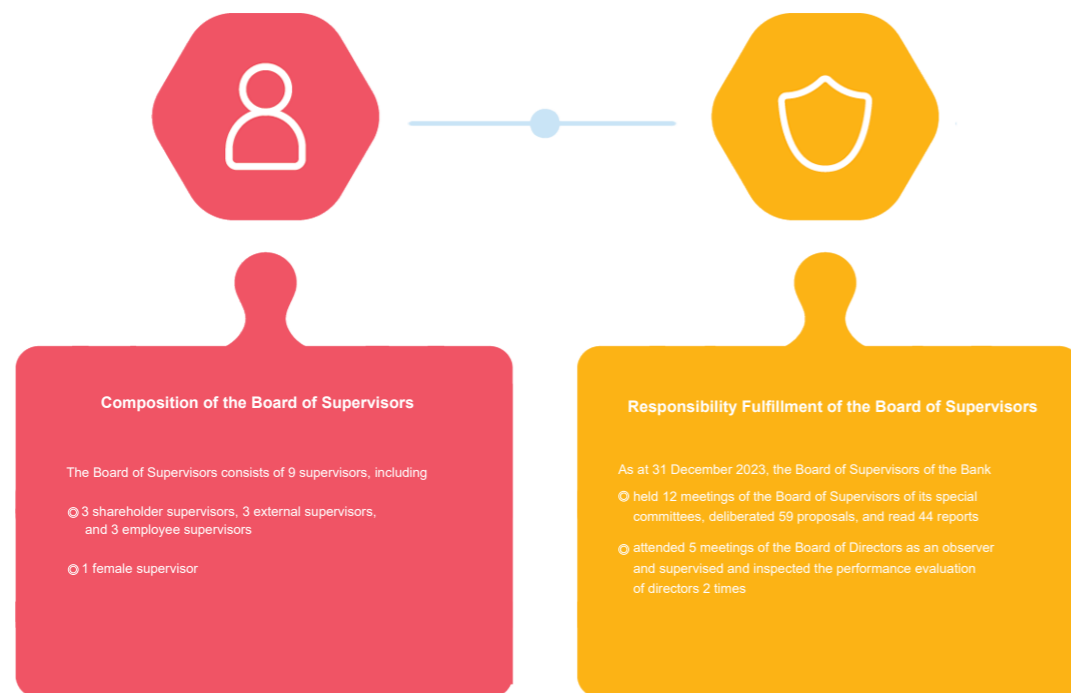 Composition of the Board of Supervisors
The Board of Supervisors consists of 9 supervisors, including
3 shareholder supervisors, 3 external supervisors,
and 3 employee supervisors
1 female supervisor
Responsibility Fulfillment of the Board of Supervisors
As at 31 December 2023, the Board of Supervisors of the Bank
held 12 meetings of the Board of Supervisors of its special
committees, deliberated 59 proposals, and read 44 reports
attended 5 meetings of the Board of Directors as an observer
and supervised and inspected the performance evaluation
of directors 2 times